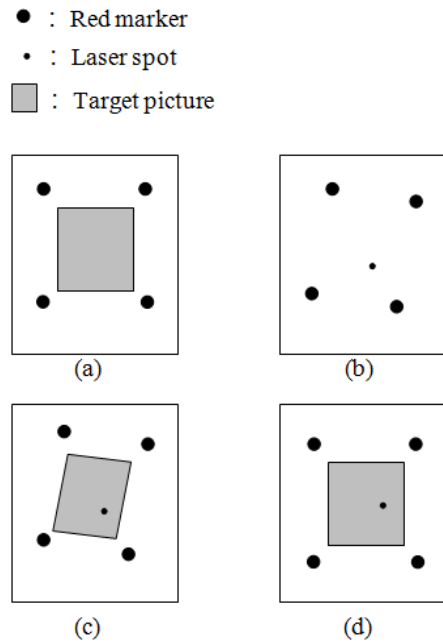 : Red marker
: Laser spot
: Target picture
(a)
(b)
(c)
(d)